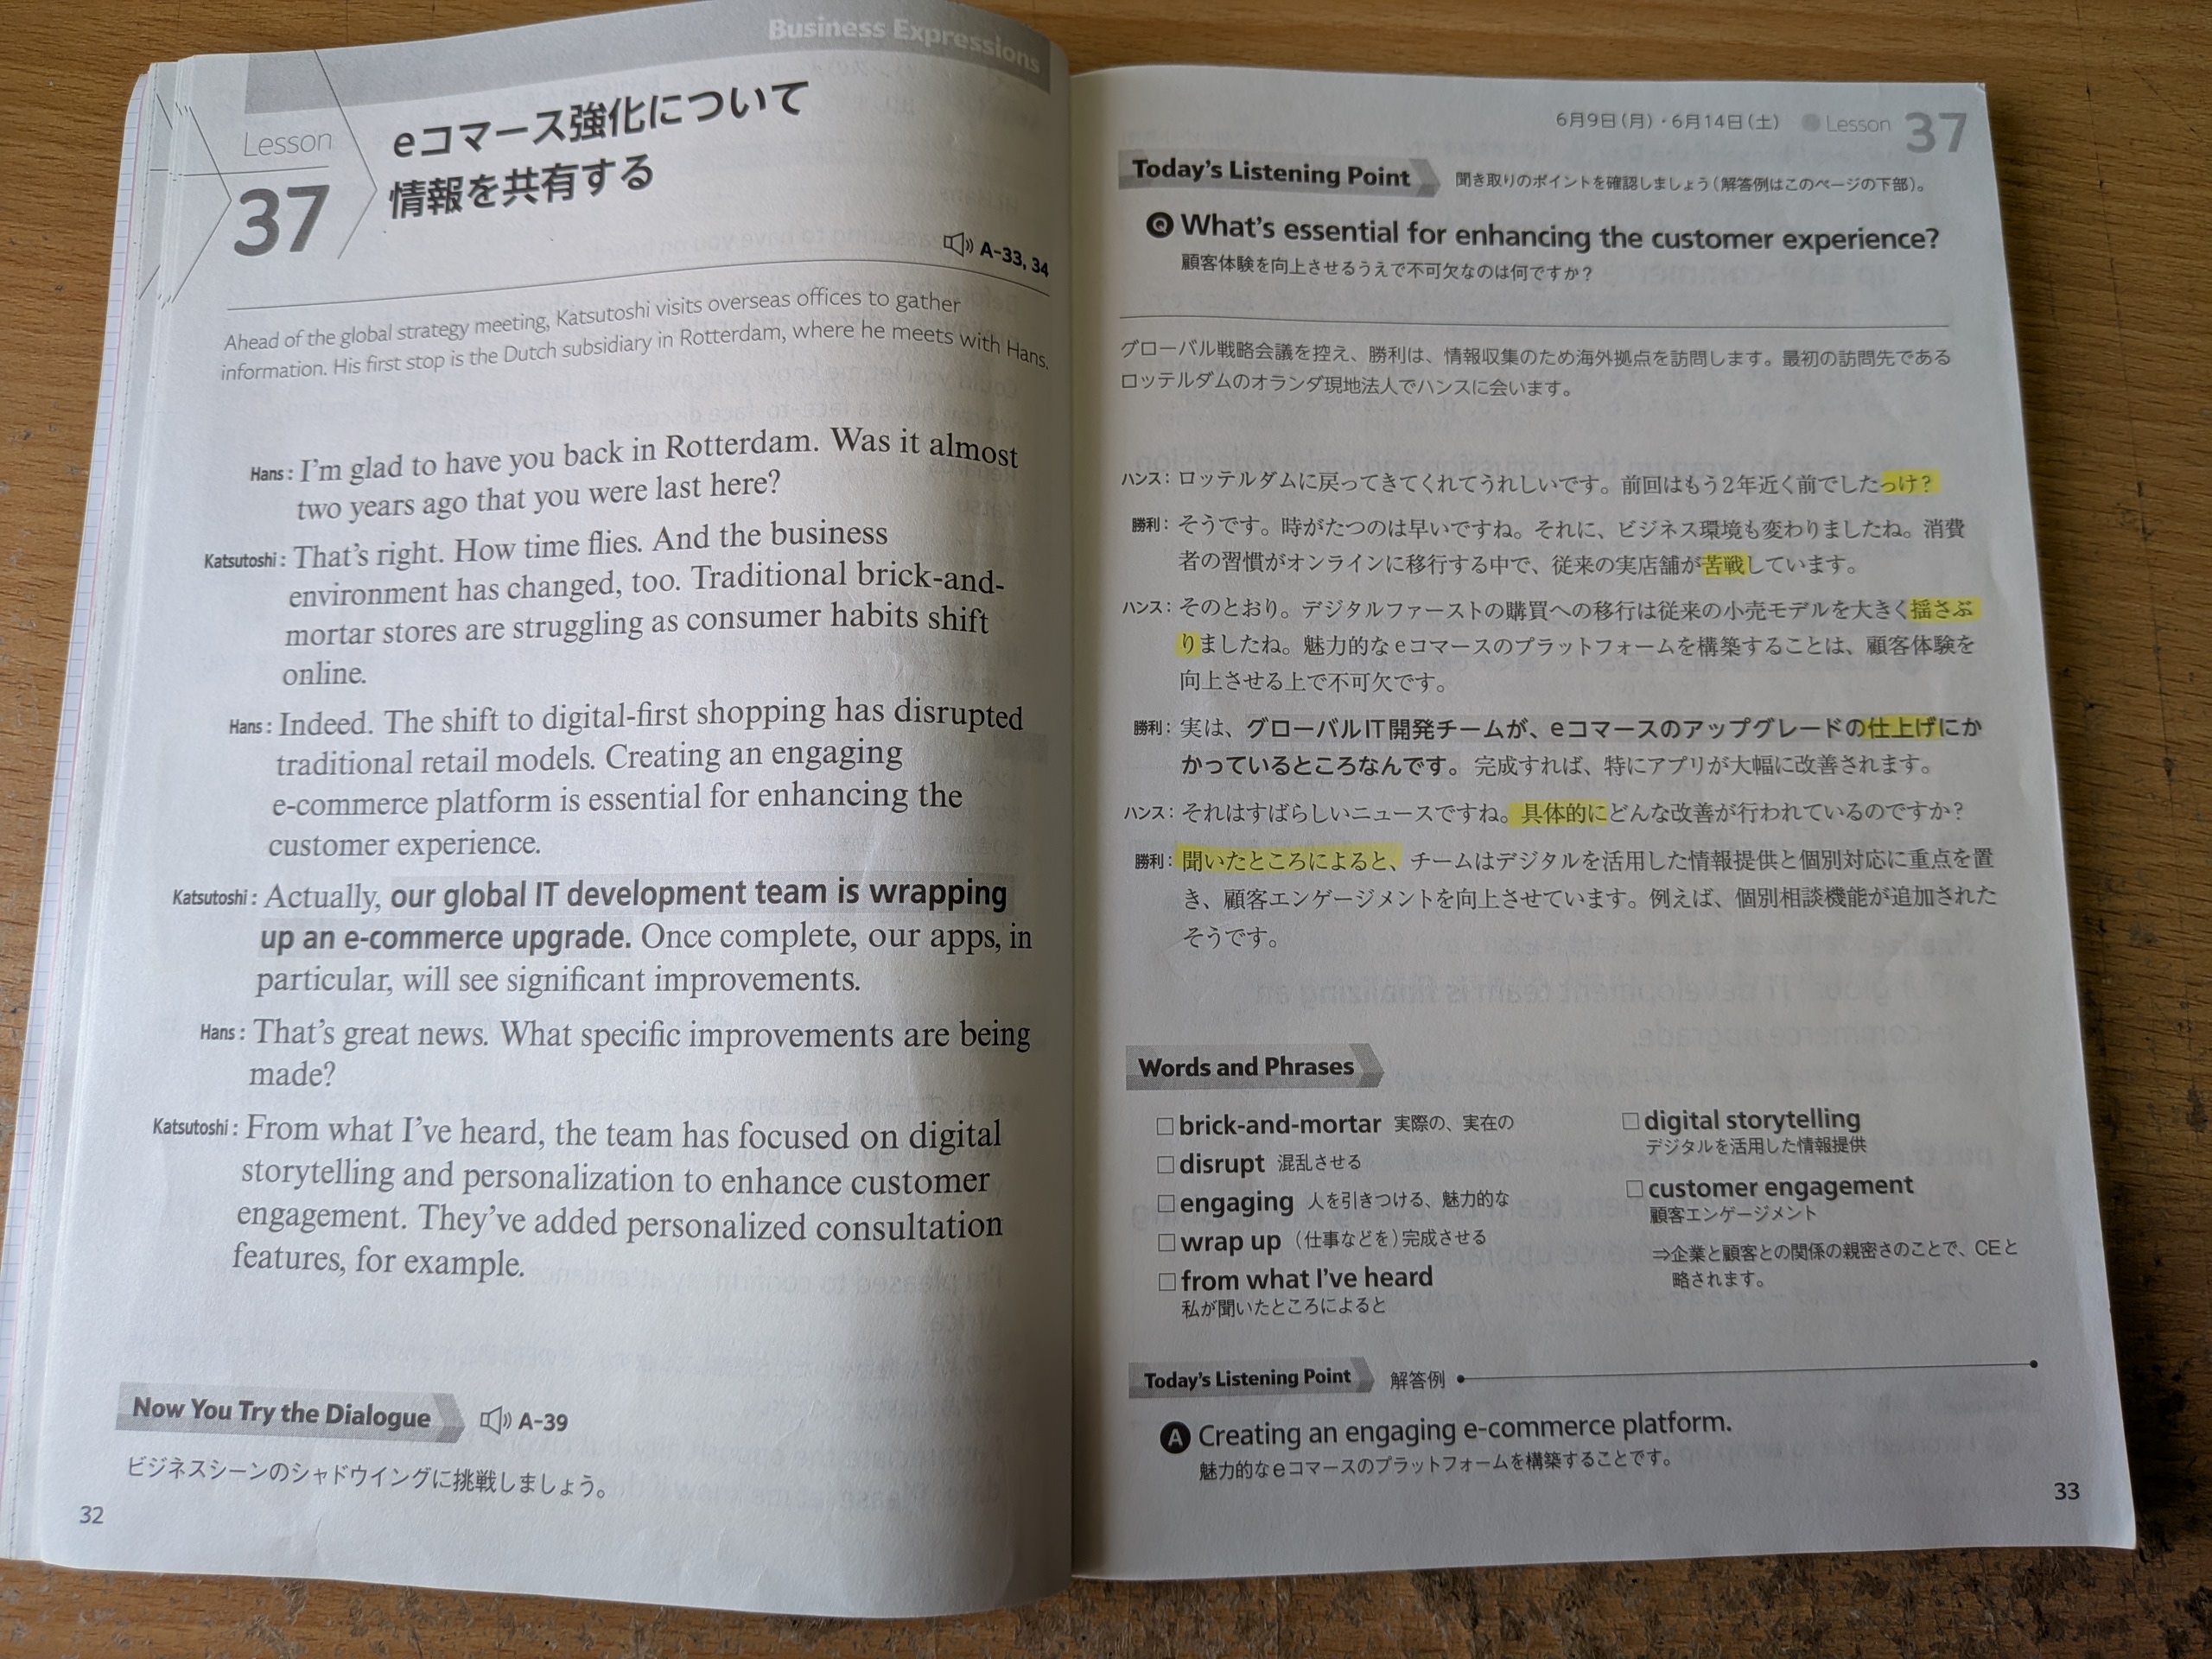 Business Expressions
Lesson
37
eコマース強化について
情報を共有する
A-33, 34
Ahead of the global strategy meeting, Katsutoshi visits overseas offices to gather
information. His first stop is the Dutch subsidiary in Rotterdam, where he meets with Hans.
Hans : I'm glad to have you back in Rotterdam. Was it almost
two years ago that you were last here?
Katsutoshi : That's right. How time flies. And the business
environment has changed, too. Traditional brick-and-
mortar stores are struggling as consumer habits shift
online.
Hans : Indeed. The shift to digital-first shopping has disrupted
traditional retail models. Creating an engaging
e-commerce platform is essential for enhancing the
customer experience.
Katsutoshi : Actually, our global IT development team is wrapping
up an e-commerce upgrade. Once complete, our apps, in
particular, will see significant improvements.
Hans : That's great news. What specific improvements are being
made?
Katsutoshi : From what I've heard, the team has focused on digital
storytelling and personalization to enhance customer
engagement. They've added personalized consultation
features, for example.
Now You Try the Dialogue A-39
ビジネスシーンのシャドウイングに挑戦しましょう。
32
6月9日(月)・6月14日(土) Lesson 37
Today's Listening Point 聞き取りのポイントを確認しましょう(解答例はこのページの下部)。
Q What's essential for enhancing the customer experience?
顧客体験を向上させるうえで不可欠なのは何ですか？
グローバル戦略会議を控え、勝利は、情報収集のため海外拠点を訪問します。最初の訪問先である
ロッテルダムのオランダ現地法人でハンスに会います。
ハンス：ロッテルダムに戻ってきてくれてうれしいです。前回はもう2年近く前でしたっけ？
勝利：そうです。時がたつのは早いですね。それに、ビジネス環境も変わりましたね。消費
者の習慣がオンラインに移行する中で、従来の実店舗が苦戦しています。
ハンス：そのとおり。デジタルファーストの購買への移行は従来の小売モデルを大きく揺さぶ
りましたね。魅力的なeコマースのプラットフォームを構築することは、顧客体験を
向上させる上で不可欠です。
勝利：実は、グローバルIT開発チームが、eコマースのアップグレードの仕上げにか
かっているところなんです。完成すれば、特にアプリが大幅に改善されます。
ハンス：それはすばらしいニュースですね。具体的にどんな改善が行われているのですか？
勝利：聞いたところによると、チームはデジタルを活用した情報提供と個別対応に重点を置
き、顧客エンゲージメントを向上させています。例えば、個別相談機能が追加された
そうです。
Words and Phrases
□ brick-and-mortar 実際の、実在の
□ disrupt 混乱させる
□ engaging 人を引きつける、魅力的な
□ wrap up （仕事などを）完成させる
□ from what I've heard
私が聞いたところによると
□ digital storytelling
デジタルを活用した情報提供
□ customer engagement
顧客エンゲージメント
⇒企業と顧客との関係の親密さのことで、CEと
略されます。
Today's Listening Point 解答例
A Creating an engaging e-commerce platform.
魅力的なeコマースのプラットフォームを構築することです。
33